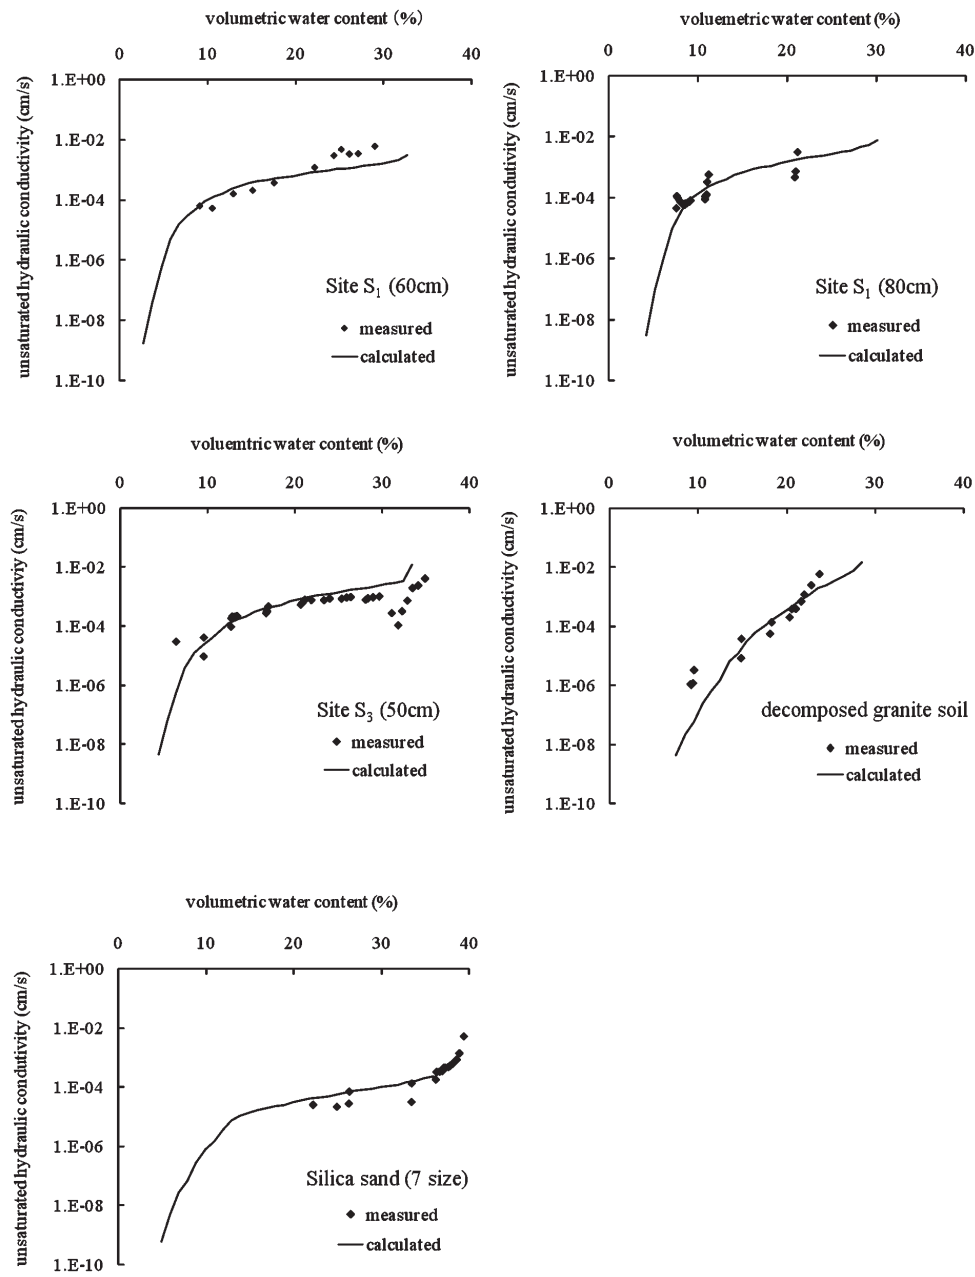 volumetric water content (%)
0 10 20 30 40
1.E+00
1.E-02
1.E-04
1.E-06
1.E-08
1.E-10
unsaturated hydraulic condutivity (cm/s)
Site S1 (60cm)
measured
calculated
voluemetric water content (%)
0 10 20 30 40
1.E+00
1.E-02
1.E-04
1.E-06
1.E-08
1.E-10
unsaturated hydraulic conductivity (cm/s)
Site S1 (80cm)
measured
calculated
voluemtric water content (%)
0 10 20 30 40
1.E+00
1.E-02
1.E-04
1.E-06
1.E-08
1.E-10
unsaturated hydraulic conductiviy (cm/s)
Site S3 (50cm)
measured
calculated
volumetric water content (%)
0 10 20 30 40
1.E+00
1.E-02
1.E-04
1.E-06
1.E-08
1.E-10
unsaturated hydraulic conductivity (cm/s)
decomposed granite soil
measured
calculated
volumetric water content (%)
0 10 20 30 40
1.E+00
1.E-02
1.E-04
1.E-06
1.E-08
1.E-10
unsaturated hydraulic condutivity (cm/s)
Silica sand (7 size)
measured
calculated